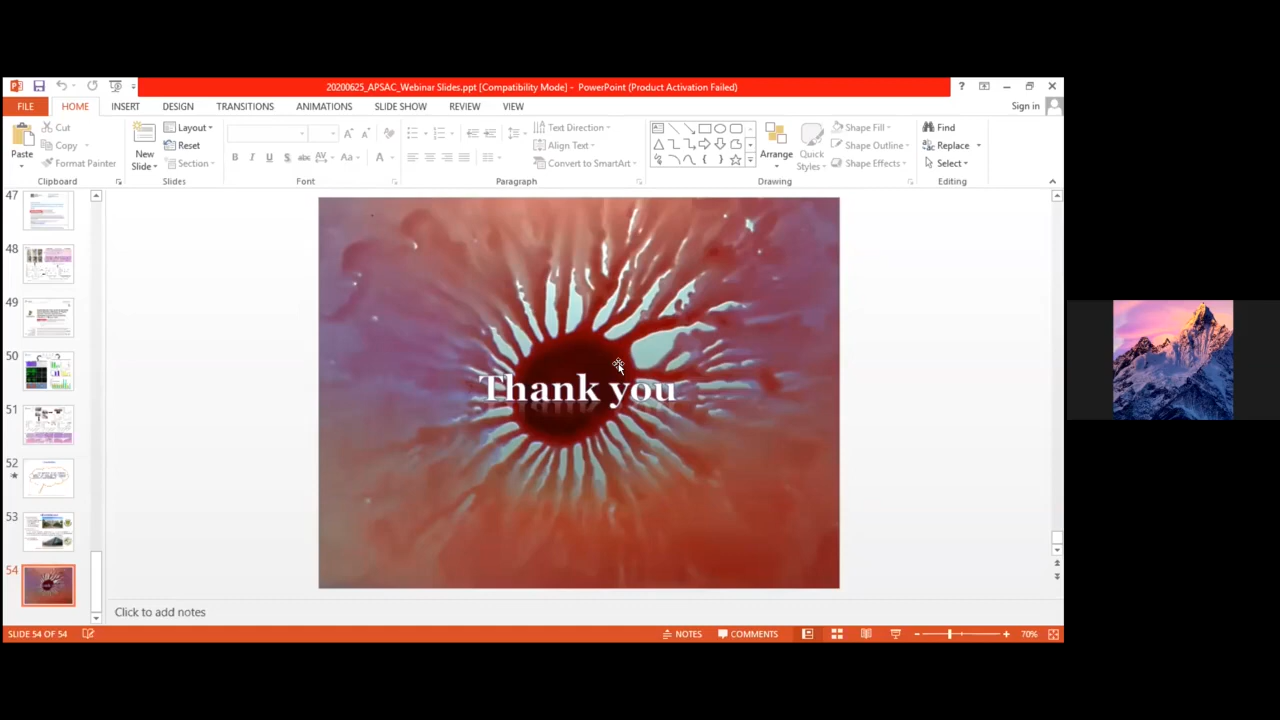 20200625_APSAC_Webinar Slides.ppt [Compatibility Mode] - PowerPoint (Product Activation Failed)
FILE HOME INSERT DESIGN TRANSITIONS ANIMATIONS SLIDE SHOW REVIEW VIEW Sign in
Paste
Cut
Copy
Format Painter
Clipboard
New Slide
Layout
Reset
Section
Slides
Font
Text Direction
Align Text
Convert to SmartArt
Paragraph
Arrange
Quick Styles
Shape Fill
Shape Outline
Shape Effects
Drawing
Find
Replace
Select
Editing
47
48
49
50
51
52
53
54
Thank you
Click to add notes
SLIDE 54 OF 54 NOTES COMMENTS 70%